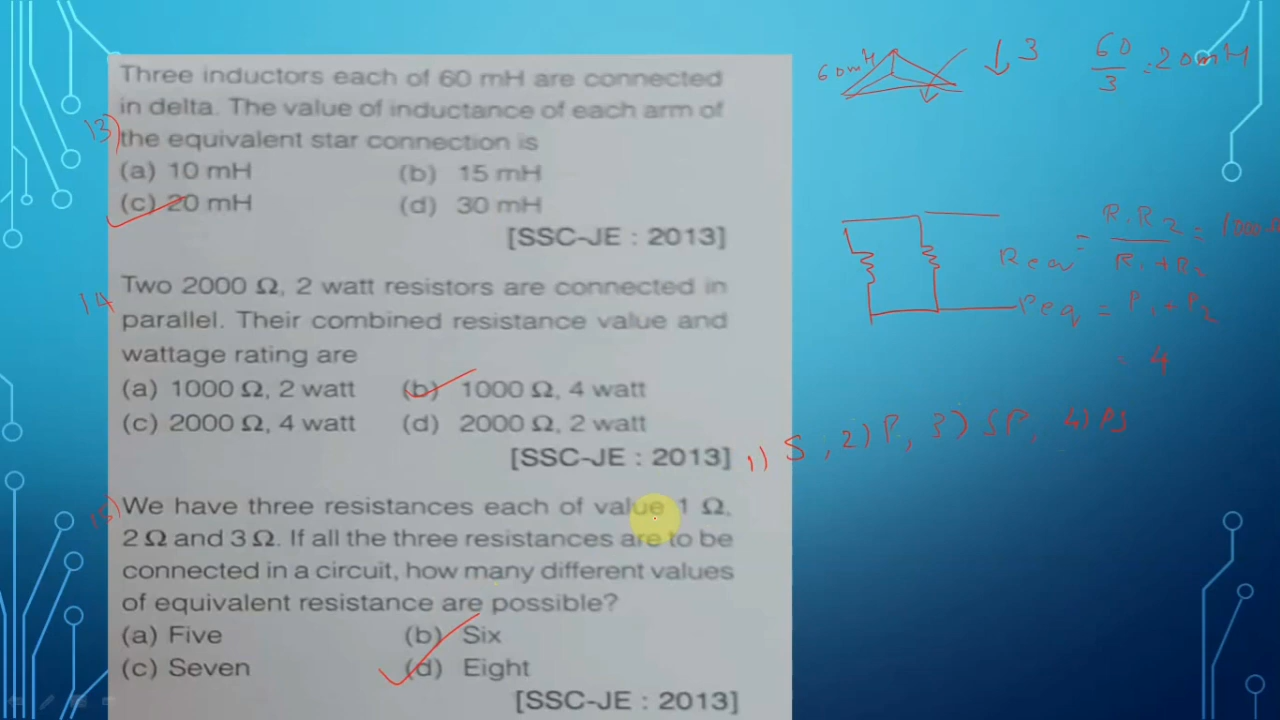 Three inductors each of 60 mH are connected
in delta. The value of inductance of each arm of
13) the equivalent star connection is
(a) 10 mH (b) 15 mH
(c) 20 mH (d) 30 mH
[SSC-JE : 2013]
14 Two 2000 Ω, 2 watt resistors are connected in
parallel. Their combined resistance value and
wattage rating are
(a) 1000 Ω, 2 watt (b) 1000 Ω, 4 watt
(c) 2000 Ω, 4 watt (d) 2000 Ω, 2 watt
[SSC-JE : 2013]
15) We have three resistances each of value 1 Ω,
2 Ω and 3 Ω. If all the three resistances are to be
connected in a circuit, how many different values
of equivalent resistance are possible?
(a) Five (b) Six
(c) Seven (d) Eight
[SSC-JE : 2013]
60mH ↓3 60/3 = 20mH
Req = R1R2/R1+R2 =
Peq = P1+P2
= 4
1) S, 2) P, 3) SP, 4) PS